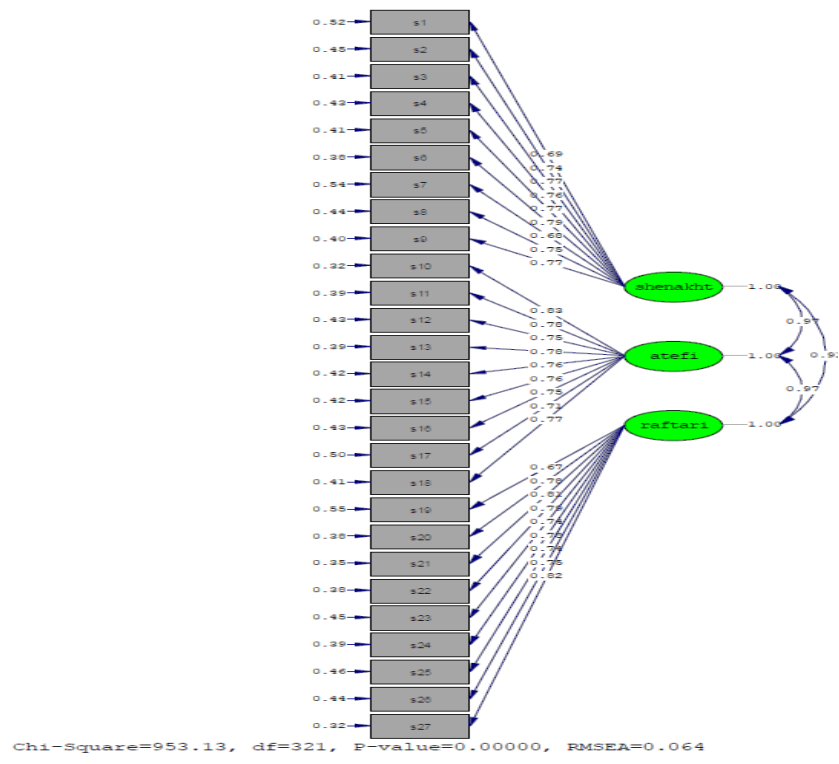 0.52 s1
0.45 s2
0.41 s3
0.43 s4
0.41 s5
0.38 s6
0.54 s7
0.44 s8
0.40 s9
0.32 s10
0.39 s11
0.43 s12
0.39 s13
0.42 s14
0.42 s15
0.43 s16
0.50 s17
0.41 s18
0.55 s19
0.38 s20
0.35 s21
0.38 s22
0.45 s23
0.39 s24
0.46 s25
0.44 s26
0.32 s27
0.69
0.74
0.77
0.76
0.77
0.79
0.68
0.75
0.77
0.83
0.78
0.75
0.78
0.76
0.76
0.75
0.71
0.77
0.67
0.78
0.81
0.79
0.74
0.78
0.74
0.75
0.82
shenakht 1.00
0.97
atefi 1.00
0.97
raftari 1.00
Chi-Square=953.13, df=321, P-value=0.00000, RMSEA=0.064